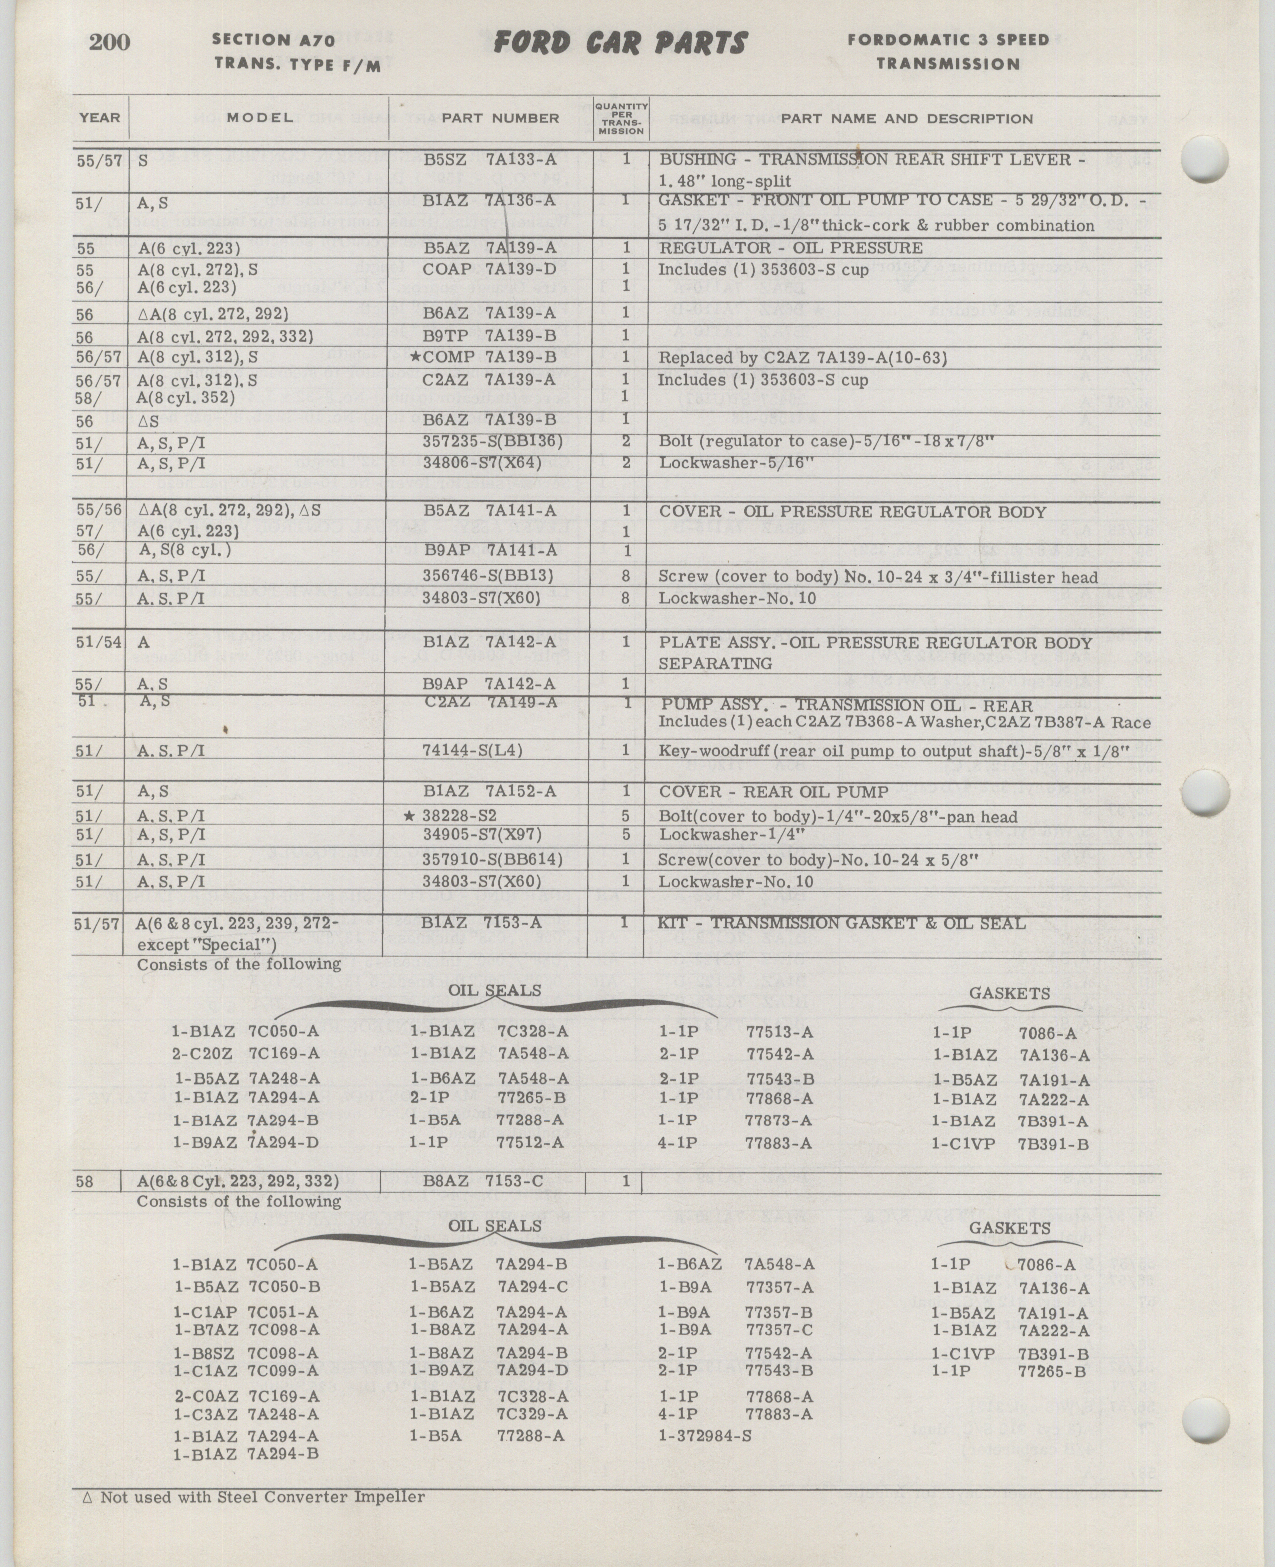 200 SECTION A70 FORD CAR PARTS FORDOMATIC 3 SPEED
TRANS. TYPE F/M TRANSMISSION
YEAR MODEL PART NUMBER QUANTITY PER TRANS- MISSION PART NAME AND DESCRIPTION
55/57 S B5SZ 7A133-A 1 BUSHING - TRANSMISSION REAR SHIFT LEVER -
1.48" long-split
51/ A,S B1AZ 7A136-A 1 GASKET - FRONT OIL PUMP TO CASE - 5 29/32" O.D. -
5 17/32" I.D. -1/8" thick-cork & rubber combination
55 A(6 cyl. 223) B5AZ 7A139-A 1 REGULATOR - OIL PRESSURE
55 A(8 cyl. 272), S COAP 7A139-D 1 Includes (1) 353603-S cup
56/ A(6 cyl. 223) 1
56 ΔA(8 cyl. 272, 292) B6AZ 7A139-A 1
56 A(8 cyl. 272, 292, 332) B9TP 7A139-B 1
56/57 A(8 cyl. 312), S ★COMP 7A139-B 1 Replaced by C2AZ 7A139-A(10-63)
56/57 A(8 cyl. 312), S C2AZ 7A139-A 1 Includes (1) 353603-S cup
58/ A(8 cyl. 352) 1
56 ΔS B6AZ 7A139-B 1
51/ A, S, P/I 357235-S(BB136) 2 Bolt (regulator to case)-5/16"-18 x 7/8"
51/ A, S, P/I 34806-S7(X64) 2 Lockwasher-5/16"
55/56 ΔA(8 cyl. 272, 292), ΔS B5AZ 7A141-A 1 COVER - OIL PRESSURE REGULATOR BODY
57/ A(6 cyl. 223) 1
56/ A, S(8 cyl.) B9AP 7A141-A 1
55/ A, S, P/I 356746-S(BB13) 8 Screw (cover to body) No. 10-24 x 3/4"-fillister head
55/ A. S. P/I 34803-S7(X60) 8 Lockwasher-No. 10
51/54 A B1AZ 7A142-A 1 PLATE ASSY. -OIL PRESSURE REGULATOR BODY
SEPARATING
55/ A, S B9AP 7A142-A 1
51 A, S C2AZ 7A149-A 1 PUMP ASSY. - TRANSMISSION OIL - REAR
Includes (1) each C2AZ 7B368-A Washer, C2AZ 7B387-A Race
51/ A. S. P/I 74144-S(L4) 1 Key-woodruff (rear oil pump to output shaft)-5/8" x 1/8"
51/ A, S B1AZ 7A152-A 1 COVER - REAR OIL PUMP
51/ A. S. P/I ★ 38228-S2 5 Bolt(cover to body)-1/4"-20x5/8"-pan head
51/ A, S, P/I 34905-S7(X97) 5 Lockwasher-1/4"
51/ A. S. P/I 357910-S(BB614) 1 Screw(cover to body)-No. 10-24 x 5/8"
51/ A, S, P/I 34803-S7(X60) 1 Lockwasher-No. 10
51/57 A(6 & 8 cyl. 223, 239, 272- B1AZ 7153-A 1 KIT - TRANSMISSION GASKET & OIL SEAL
except "Special")
Consists of the following
OIL SEALS GASKETS
1-B1AZ 7C050-A 1-B1AZ 7C328-A 1-1P 77513-A 1-1P 7086-A
2-C20Z 7C169-A 1-B1AZ 7A548-A 2-1P 77542-A 1-B1AZ 7A136-A
1-B5AZ 7A248-A 1-B6AZ 7A548-A 2-1P 77543-B 1-B5AZ 7A191-A
1-B1AZ 7A294-A 2-1P 77265-B 1-1P 77868-A 1-B1AZ 7A222-A
1-B1AZ 7A294-B 1-B5A 77288-A 1-1P 77873-A 1-B1AZ 7B391-A
1-B9AZ 7A294-D 1-1P 77512-A 4-1P 77883-A 1-C1VP 7B391-B
58 A(6&8 Cyl. 223, 292, 332) B8AZ 7153-C 1
Consists of the following
OIL SEALS GASKETS
1-B1AZ 7C050-A 1-B5AZ 7A294-B 1-B6AZ 7A548-A 1-1P 7086-A
1-B5AZ 7C050-B 1-B5AZ 7A294-C 1-B9A 77357-A 1-B1AZ 7A136-A
1-C1AP 7C051-A 1-B6AZ 7A294-A 1-B9A 77357-B 1-B5AZ 7A191-A
1-B7AZ 7C098-A 1-B8AZ 7A294-A 1-B9A 77357-C 1-B1AZ 7A222-A
1-B8SZ 7C098-A 1-B8AZ 7A294-B 2-1P 77542-A 1-C1VP 7B391-B
1-C1AZ 7C099-A 1-B9AZ 7A294-D 2-1P 77543-B 1-1P 77265-B
2-C0AZ 7C169-A 1-B1AZ 7C328-A 1-1P 77868-A
1-C3AZ 7A248-A 1-B1AZ 7C329-A 4-1P 77883-A
1-B1AZ 7A294-A 1-B5A 77288-A 1-372984-S
1-B1AZ 7A294-B
Δ Not used with Steel Converter Impeller